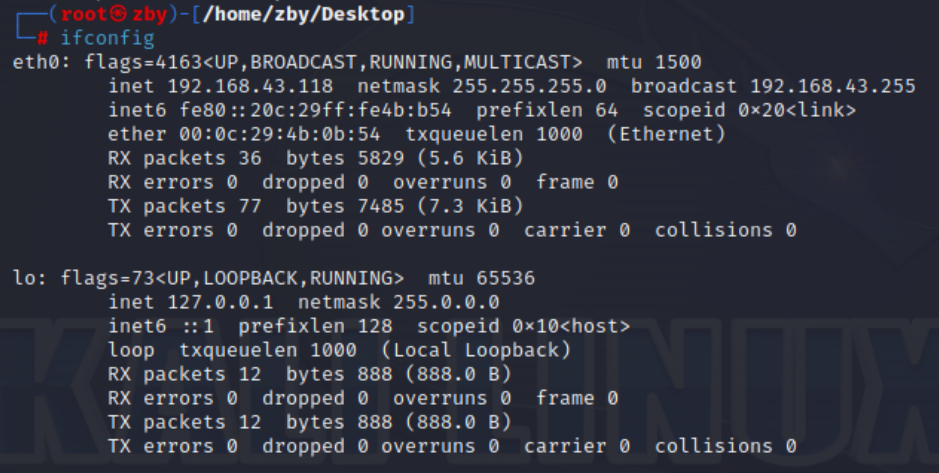 ┌──(root㉿zby)-[/home/zby/Desktop]
└─# ifconfig
eth0: flags=4163<UP,BROADCAST,RUNNING,MULTICAST>  mtu 1500
        inet 192.168.43.118  netmask 255.255.255.0  broadcast 192.168.43.255
        inet6 fe80::20c:29ff:fe4b:b54  prefixlen 64  scopeid 0×20<link>
        ether 00:0c:29:4b:0b:54  txqueuelen 1000  (Ethernet)
        RX packets 36  bytes 5829 (5.6 KiB)
        RX errors 0  dropped 0  overruns 0  frame 0
        TX packets 77  bytes 7485 (7.3 KiB)
        TX errors 0  dropped 0 overruns 0  carrier 0  collisions 0

lo: flags=73<UP,LOOPBACK,RUNNING>  mtu 65536
        inet 127.0.0.1  netmask 255.0.0.0
        inet6 ::1  prefixlen 128  scopeid 0×10<host>
        loop  txqueuelen 1000  (Local Loopback)
        RX packets 12  bytes 888 (888.0 B)
        RX errors 0  dropped 0  overruns 0  frame 0
        TX packets 12  bytes 888 (888.0 B)
        TX errors 0  dropped 0 overruns 0  carrier 0  collisions 0
KALI LINUX